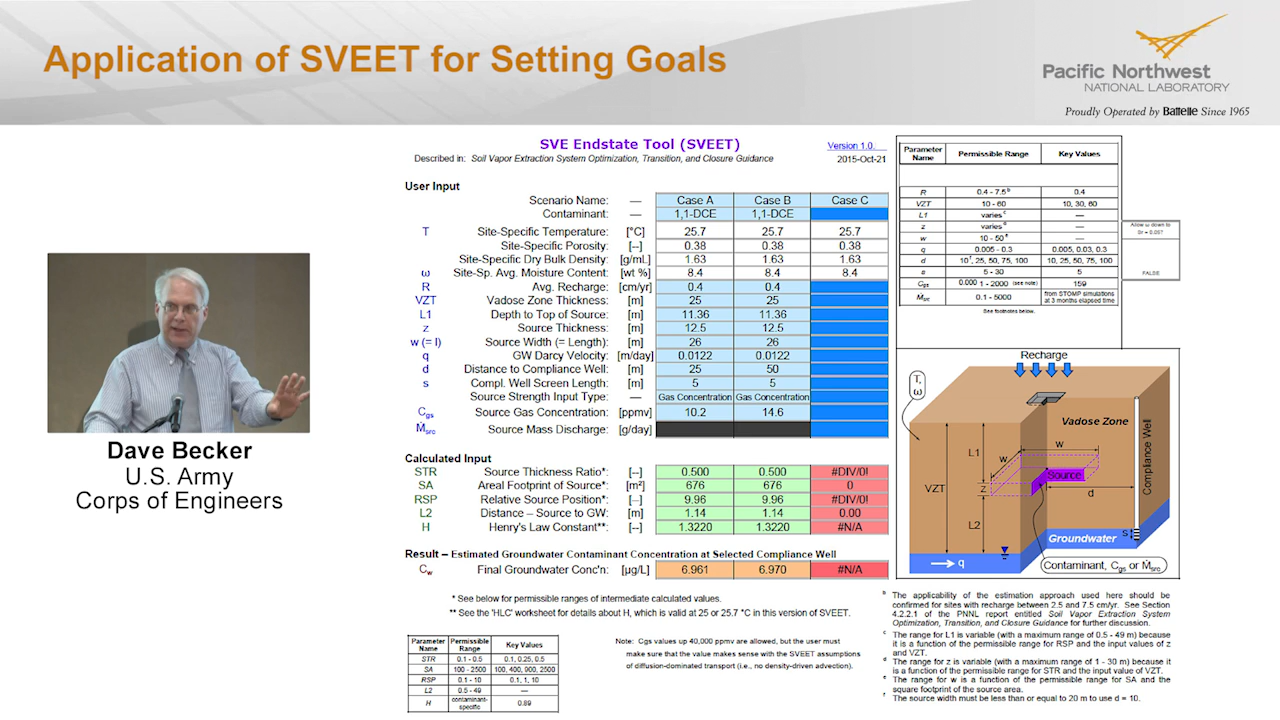 Application of SVEET for Setting Goals
Pacific Northwest
NATIONAL LABORATORY
Proudly Operated by Battelle Since 1965
Dave Becker
U.S. Army
Corps of Engineers
SVE Endstate Tool (SVEET)
Version 1.0.
Described in: Soil Vapor Extraction System Optimization, Transition, and Closure Guidance
2015-Oct-21
User Input
Scenario Name: — Case A Case B Case C
Contaminant: — 1,1-DCE 1,1-DCE
T Site-Specific Temperature: [°C] 25.7 25.7 25.7
Site-Specific Porosity: [--] 0.38 0.38 0.38
Site-Specific Dry Bulk Density: [g/mL] 1.63 1.63 1.63
ω Site-Sp. Avg. Moisture Content: [wt %] 8.4 8.4 8.4
R Avg. Recharge: [cm/yr] 0.4 0.4
VZT Vadose Zone Thickness: [m] 25 25
L1 Depth to Top of Source: [m] 11.36 11.36
z Source Thickness: [m] 12.5 12.5
w (= l) Source Width (= Length): [m] 26 26
q GW Darcy Velocity: [m/day] 0.0122 0.0122
d Distance to Compliance Well: [m] 25 50
s Compl. Well Screen Length: [m] 5 5
Source Strength Input Type: — Gas Concentration Gas Concentration
Cgs Source Gas Concentration: [ppmv] 10.2 14.6
Ṁsrc Source Mass Discharge: [g/day]
Calculated Input
STR Source Thickness Ratio*: [--] 0.500 0.500 #DIV/0!
SA Areal Footprint of Source*: [m²] 676 676 0
RSP Relative Source Position*: [--] 9.96 9.96 #DIV/0!
L2 Distance – Source to GW: [m] 1.14 1.14 0.00
H Henry's Law Constant**: [--] 1.3220 1.3220 #N/A
Result – Estimated Groundwater Contaminant Concentration at Selected Compliance Well
Cw Final Groundwater Conc'n: [µg/L] 6.961 6.970 #N/A
* See below for permissible ranges of intermediate calculated values.
** See the 'HLC' worksheet for details about H, which is valid at 25 or 25.7 °C in this version of SVEET.
Parameter Name Permissible Range Key Values
STR 0.1 - 0.5 0.1, 0.25, 0.5
SA 100 - 2500 100, 400, 900, 2500
RSP 0.1 - 10 0.1, 1, 10
L2 0.5 - 49 —
H contaminant-specific 0.89
Note: Cgs values up 40,000 ppmv are allowed, but the user must
make sure that the value makes sense with the SVEET assumptions
of diffusion-dominated transport (i.e., no density-driven advection).
Parameter Name Permissible Range Key Values
R 0.4 - 7.5 b 0.4
VZT 10 - 60 10, 30, 60
L1 varies c —
z varies d —
w 10 - 50 e —
q 0.005 - 0.3 0.005, 0.03, 0.3
d 10 f, 25, 50, 75, 100 10, 25, 50, 75, 100
s 5 - 30 5
Cgs 0.000 1 - 2000 (see note) 159
Ṁsrc 0.1 - 5000 from STOMP simulations at 3 months elapsed time
See footnotes below.
FALSE
Recharge
T, ω
Vadose Zone
Compliance Well
L1
w
w
Source
VZT
z
d
L2
s
Groundwater
q
Contaminant, Cgs or Ṁsrc
b The applicability of the estimation approach used here should be
confirmed for sites with recharge between 2.5 and 7.5 cm/yr. See Section
4.2.2.1 of the PNNL report entitled Soil Vapor Extraction System
Optimization, Transition, and Closure Guidance for further discussion.
c The range for L1 is variable (with a maximum range of 0.5 - 49 m) because
it is a function of the permissible range for RSP and the input values of z
and VZT.
d The range for z is variable (with a maximum range of 1 - 30 m) because it
is a function of the permissible range for STR and the input value of VZT.
e The range for w is a function of the permissible range for SA and the
square footprint of the source area.
f The source width must be less than or equal to 20 m to use d = 10.